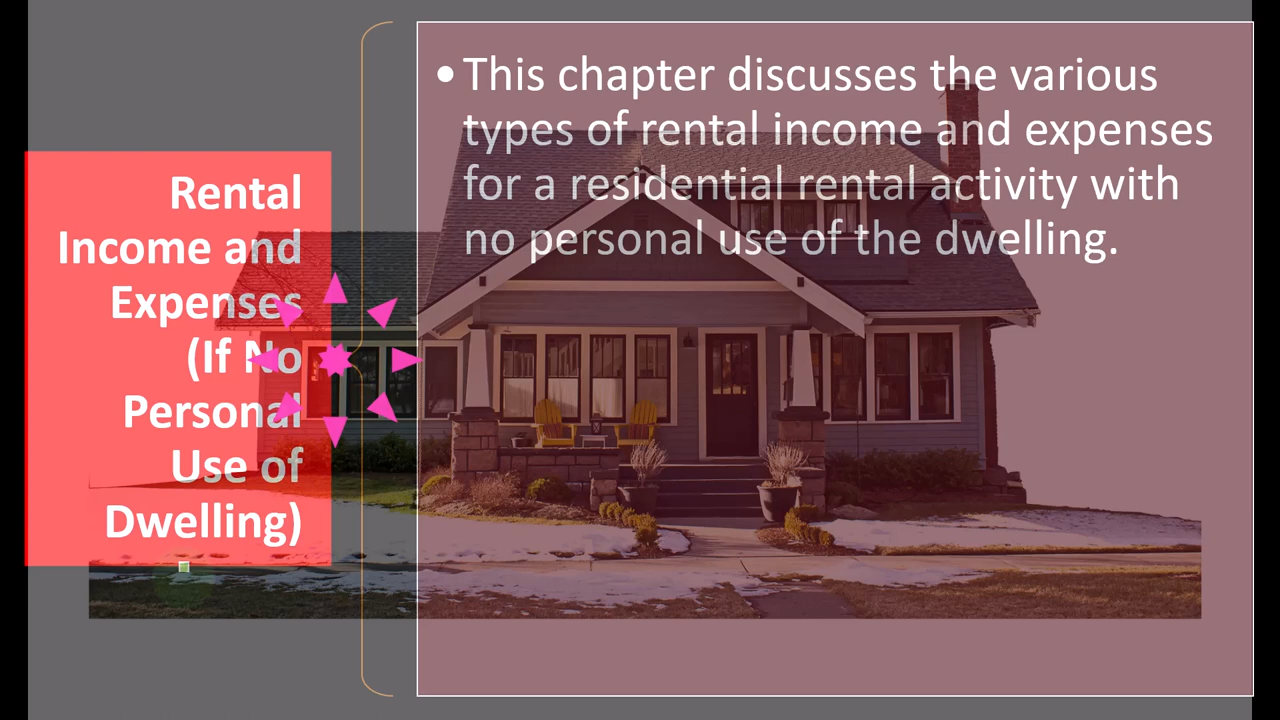 Rental
Income and
Expenses
(If No
Personal
Use of
Dwelling)
• This chapter discusses the various
types of rental income and expenses
for a residential rental activity with
no personal use of the dwelling.